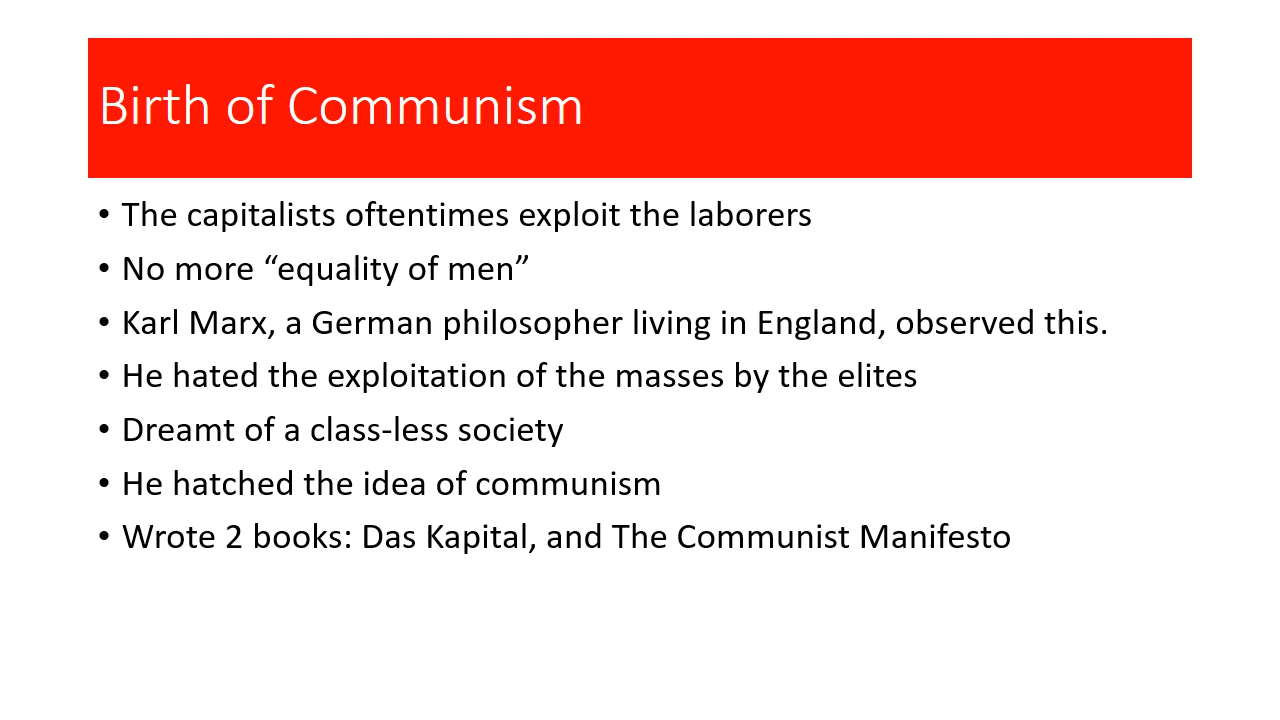 Birth of Communism
• The capitalists oftentimes exploit the laborers
• No more “equality of men”
• Karl Marx, a German philosopher living in England, observed this.
• He hated the exploitation of the masses by the elites
• Dreamt of a class-less society
• He hatched the idea of communism
• Wrote 2 books: Das Kapital, and The Communist Manifesto